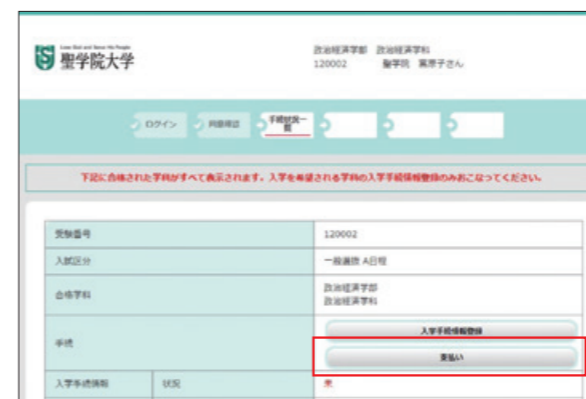 聖学院大学
政治経済学部 政治経済学科
120002 聖学院 真原子さん
ログイン
同意確認
手続状況一覧
下記に合格された学科がすべて表示されます。入学を希望される学科の入学手続情報登録のみおこなってください。
受験番号 120002
入試区分 一般選抜 A日程
合格学科 政治経済学部
政治経済学科
手続 入学手続情報登録
支払い
入学手続情報 状況 未